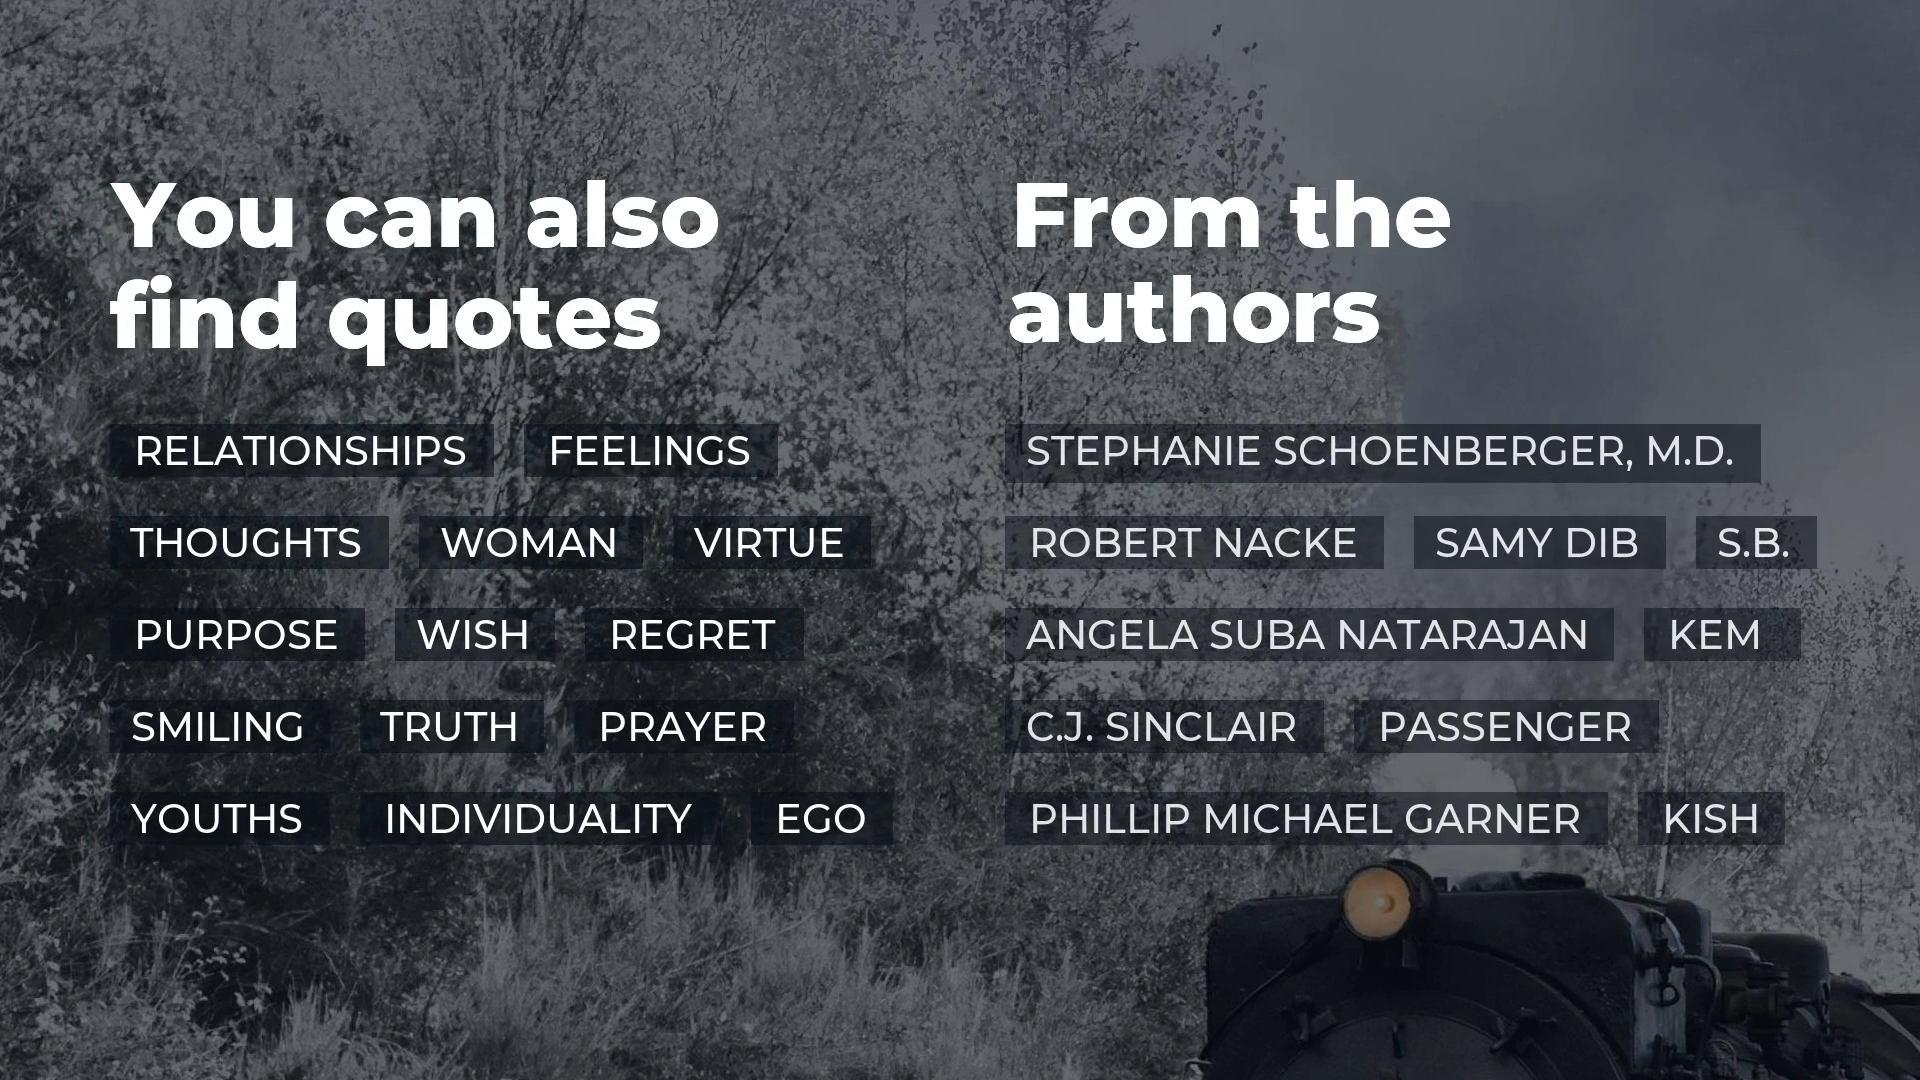 You can also
find quotes
RELATIONSHIPS FEELINGS
THOUGHTS WOMAN VIRTUE
PURPOSE WISH REGRET
SMILING TRUTH PRAYER
YOUTHS INDIVIDUALITY EGO
From the
authors
STEPHANIE SCHOENBERGER, M.D.
ROBERT NACKE SAMY DIB S.B.
ANGELA SUBA NATARAJAN KEM
C.J. SINCLAIR PASSENGER
PHILLIP MICHAEL GARNER KISH